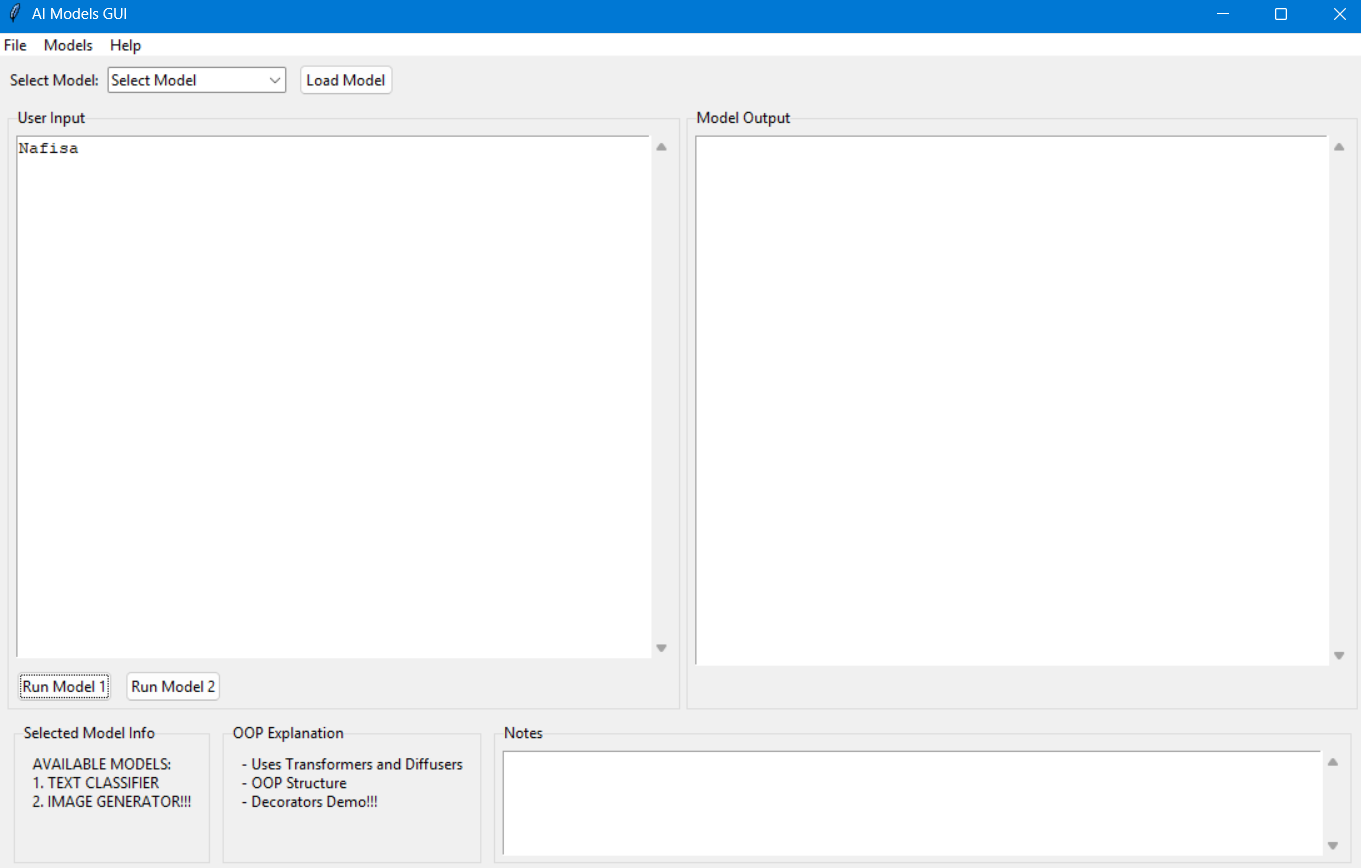 AI Models GUI
File Models Help
Select Model: Select Model Load Model
User Input
Nafisa
Run Model 1 Run Model 2
Model Output
Selected Model Info
AVAILABLE MODELS:
1. TEXT CLASSIFIER
2. IMAGE GENERATOR!!!
OOP Explanation
- Uses Transformers and Diffusers
- OOP Structure
- Decorators Demo!!!
Notes